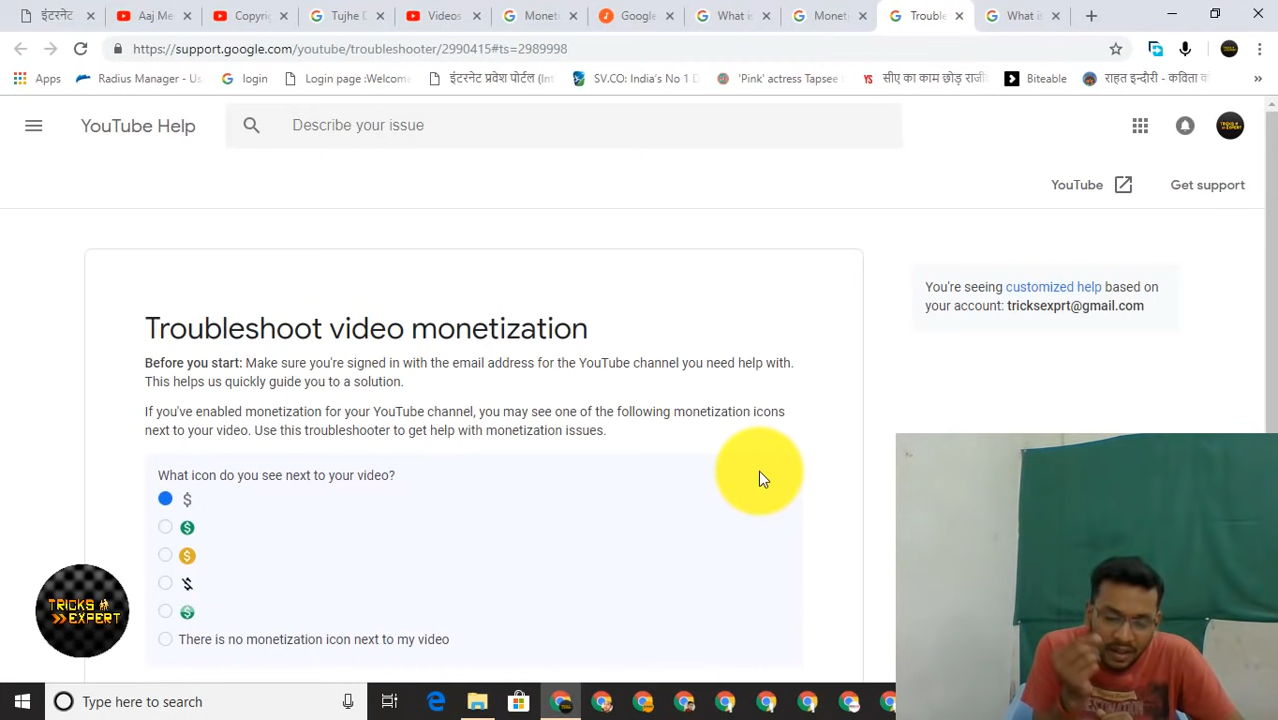 इंटरनेट
Aaj Me
Copyri
Tujhe D
Videos
Monet
Google
What is
Monet
Troubl
What is
https://support.google.com/youtube/troubleshooter/2990415#ts=2989998
Apps
Radius Manager - Us
login
Login page :Welcome
इंटरनेट प्रवेश पोर्टल (Int
SV.CO: India's No 1 D
'Pink' actress Tapsee
सीए का काम छोड़ राजी
Biteable
राहत इन्दौरी - कविता क
YouTube Help
Describe your issue
YouTube
Get support
You're seeing customized help based on
your account: tricksexprt@gmail.com
Troubleshoot video monetization
Before you start: Make sure you're signed in with the email address for the YouTube channel you need help with.
This helps us quickly guide you to a solution.
If you've enabled monetization for your YouTube channel, you may see one of the following monetization icons
next to your video. Use this troubleshooter to get help with monetization issues.
What icon do you see next to your video?
$
$
$
$
$
There is no monetization icon next to my video
TRICKS
EXPERT
Type here to search